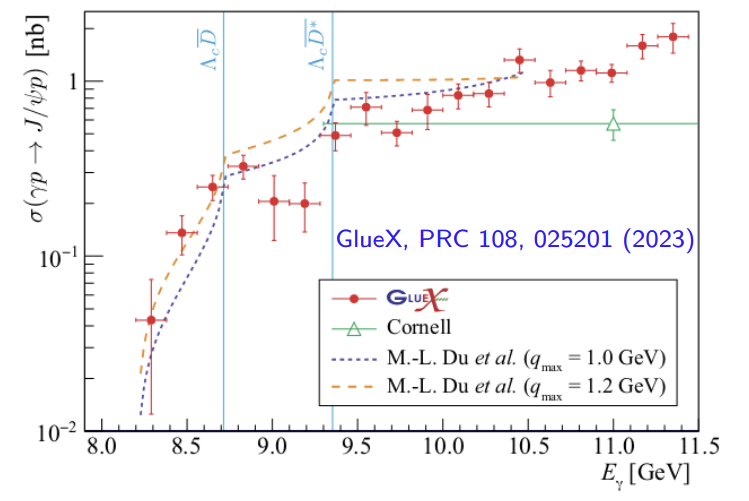 σ(γp → J/ψp) [nb]
1
10⁻¹
10⁻²
Λ_c D̅
Λ_c D̅*
GlueX, PRC 108, 025201 (2023)
GLUEX
Cornell
M.-L. Du et al. (q_max = 1.0 GeV)
M.-L. Du et al. (q_max = 1.2 GeV)
8.0 8.5 9.0 9.5 10.0 10.5 11.0 11.5
E_γ [GeV]